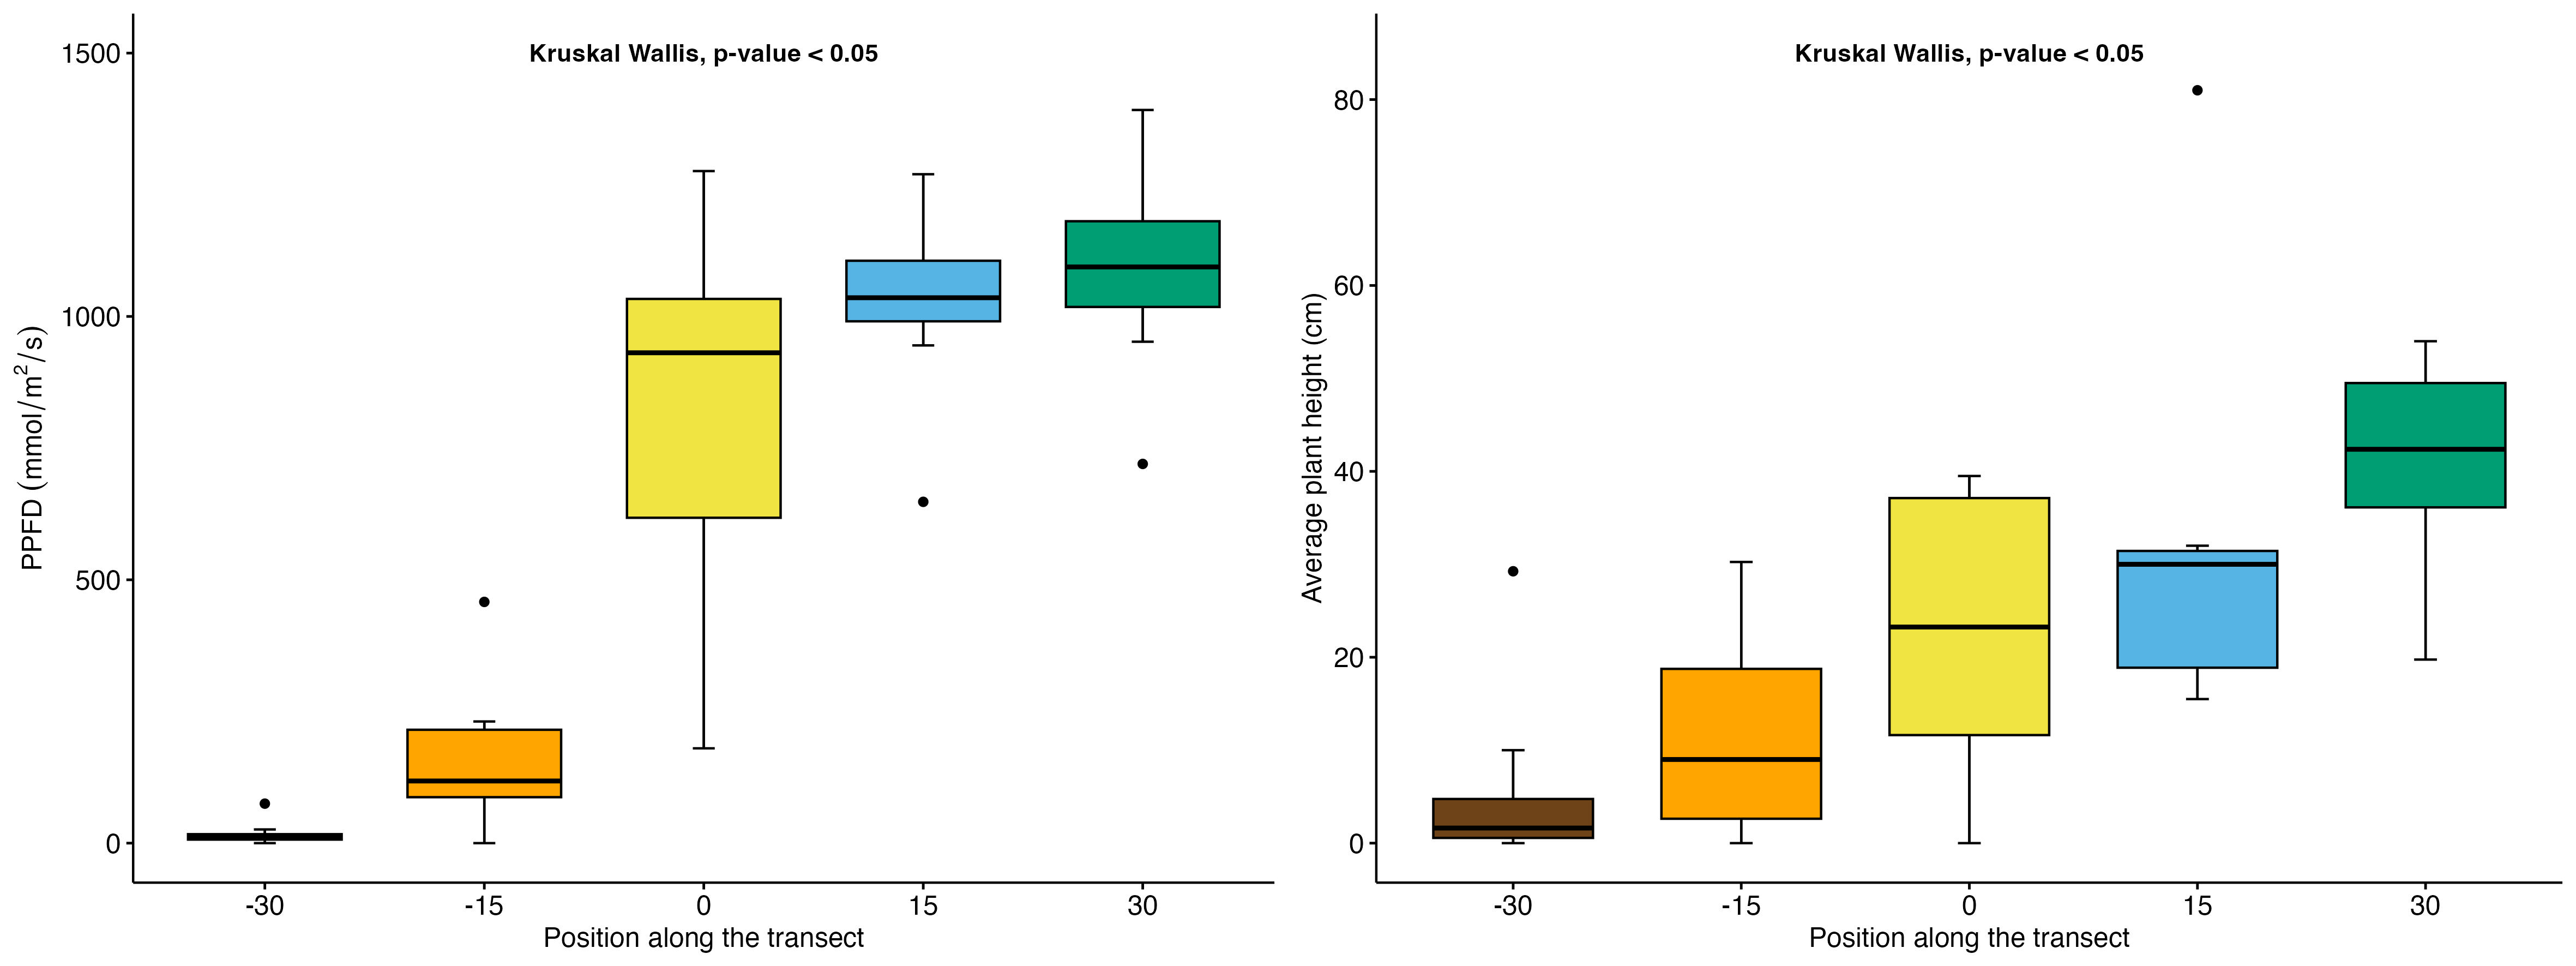 Kruskal Wallis, p-value < 0.05
1500
1000
500
0
PPFD (mmol/m²/s)
-30 -15 0 15 30
Position along the transect
Kruskal Wallis, p-value < 0.05
80
60
40
20
0
Average plant height (cm)
-30 -15 0 15 30
Position along the transect